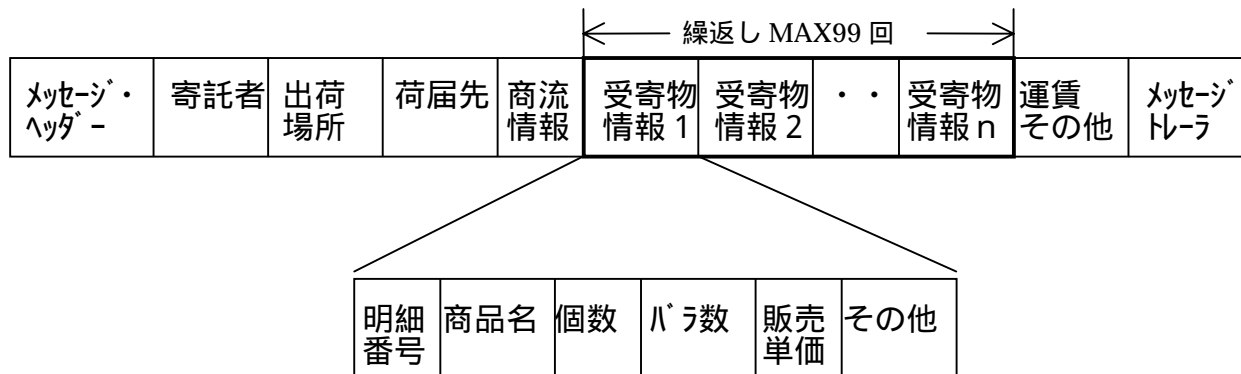 繰返し MAX99 回
メッセージ・ヘッダー
寄託者
出荷場所
荷届先
商流情報
受寄物情報 1
受寄物情報 2
・・
受寄物情報 n
運賃その他
メッセージトレーラ
明細番号
商品名
個数
バラ数
販売単価
その他